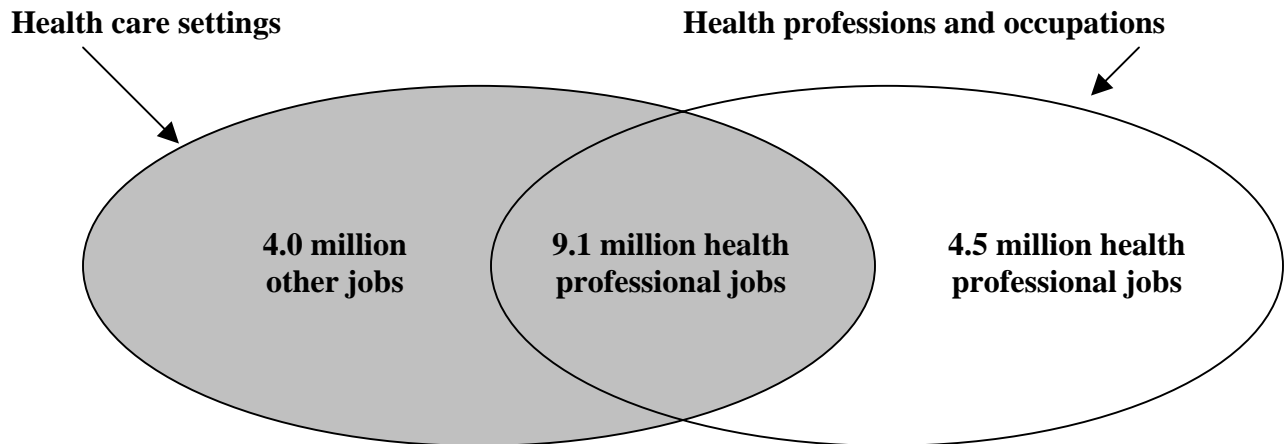 Health care settings
Health professions and occupations
4.0 million
other jobs
9.1 million health
professional jobs
4.5 million health
professional jobs